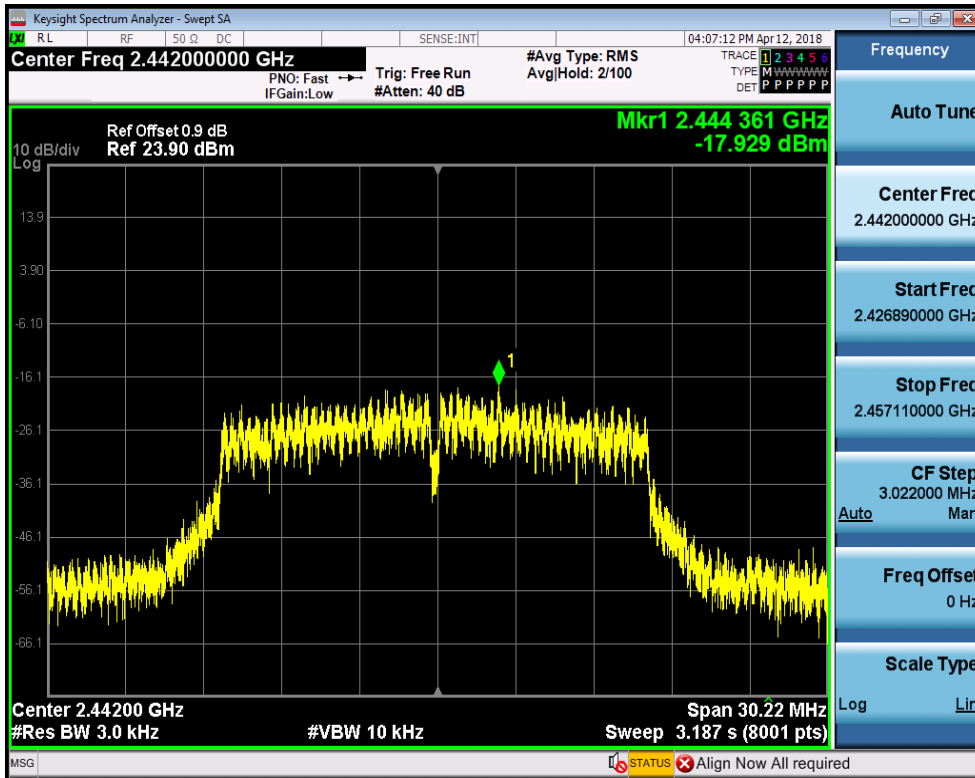 Keysight Spectrum Analyzer - Swept SA
LXI RL RF 50 Ω DC SENSE:INT 04:07:12 PM Apr 12, 2018
Center Freq 2.442000000 GHz
PNO: Fast
IFGain:Low
Trig: Free Run
#Atten: 40 dB
#Avg Type: RMS
Avg|Hold: 2/100
TRACE 1 2 3 4 5 6
TYPE M W W W W W
DET P P P P P P
Mkr1 2.444 361 GHz
-17.929 dBm
Ref Offset 0.9 dB
Ref 23.90 dBm
10 dB/div
Log
13.9
3.90
-6.10
-16.1
-26.1
-36.1
-46.1
-56.1
-66.1
1
Center 2.44200 GHz
Span 30.22 MHz
#Res BW 3.0 kHz
#VBW 10 kHz
Sweep 3.187 s (8001 pts)
Frequency
Auto Tune
Center Freq
2.442000000 GHz
Start Freq
2.426890000 GHz
Stop Freq
2.457110000 GHz
CF Step
3.022000 MHz
Auto Man
Freq Offset
0 Hz
Scale Type
Log Lin
MSG
STATUS
Align Now All required